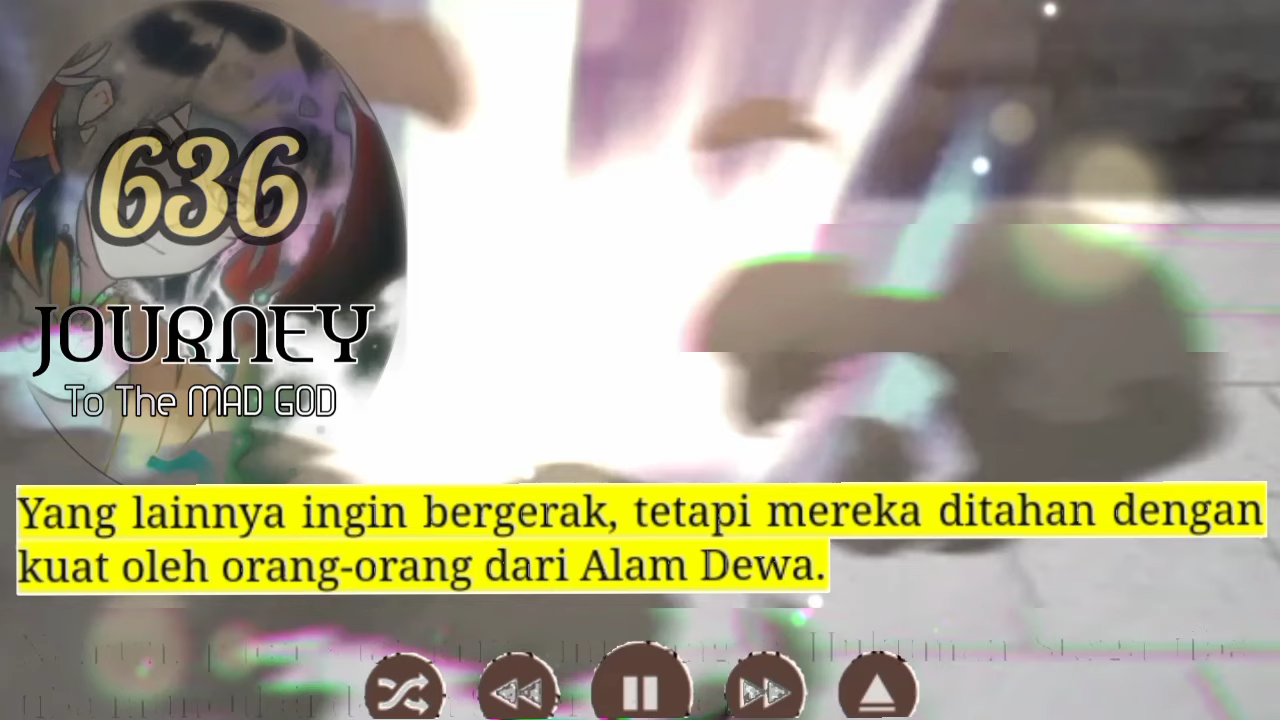 636
JOURNEY
To The MAD GOD
Yang lainnya ingin bergerak, tetapi mereka ditahan dengan
kuat oleh orang-orang dari Alam Dewa.